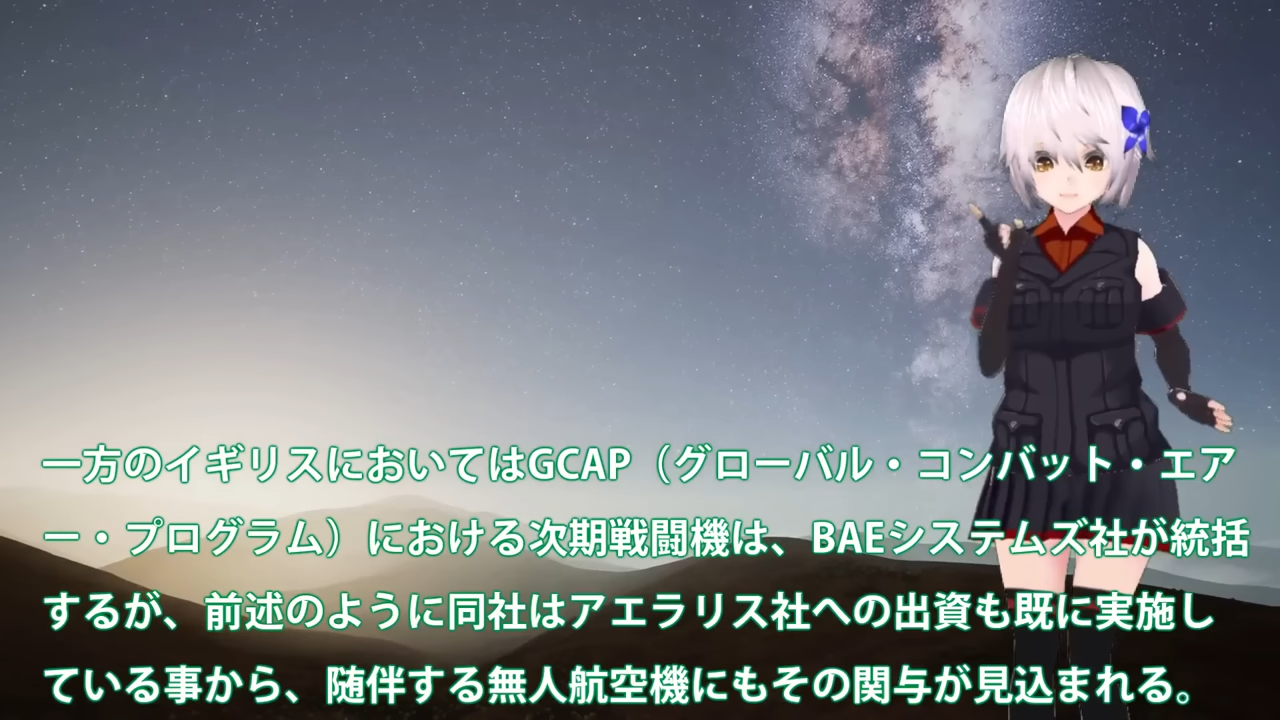 一方のイギリスにおいてはGCAP（グローバル・コンバット・エア
ー・プログラム）における次期戦闘機は、BAEシステムズ社が統括
するが、前述のように同社はアエラリス社への出資も既に実施し
ている事から、随伴する無人航空機にもその関与が見込まれる。